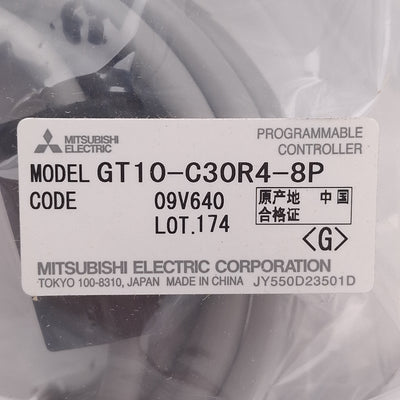 MITSUBISHI
ELECTRIC
PROGRAMMABLE
CONTROLLER
MODEL GT10-C30R4-8P
CODE 09V640
LOT.174
原产地 中国
合格证
<G>
MITSUBISHI ELECTRIC CORPORATION
TOKYO 100-8310, JAPAN MADE IN CHINA JY550D23501D